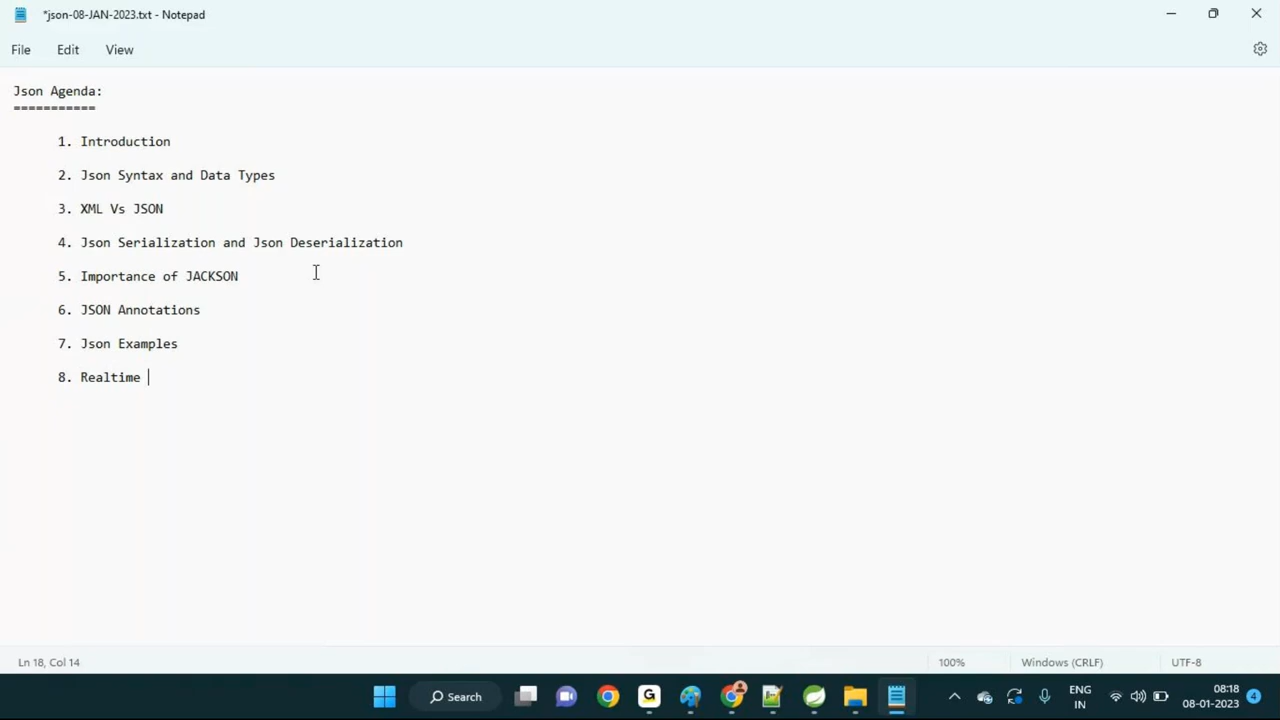 *json-08-JAN-2023.txt - Notepad
File Edit View
Json Agenda:
===========
1. Introduction
2. Json Syntax and Data Types
3. XML Vs JSON
4. Json Serialization and Json Deserialization
5. Importance of JACKSON
6. JSON Annotations
7. Json Examples
8. Realtime
Ln 18, Col 14 100% Windows (CRLF) UTF-8
Search ENG 08:18
IN 08-01-2023 4